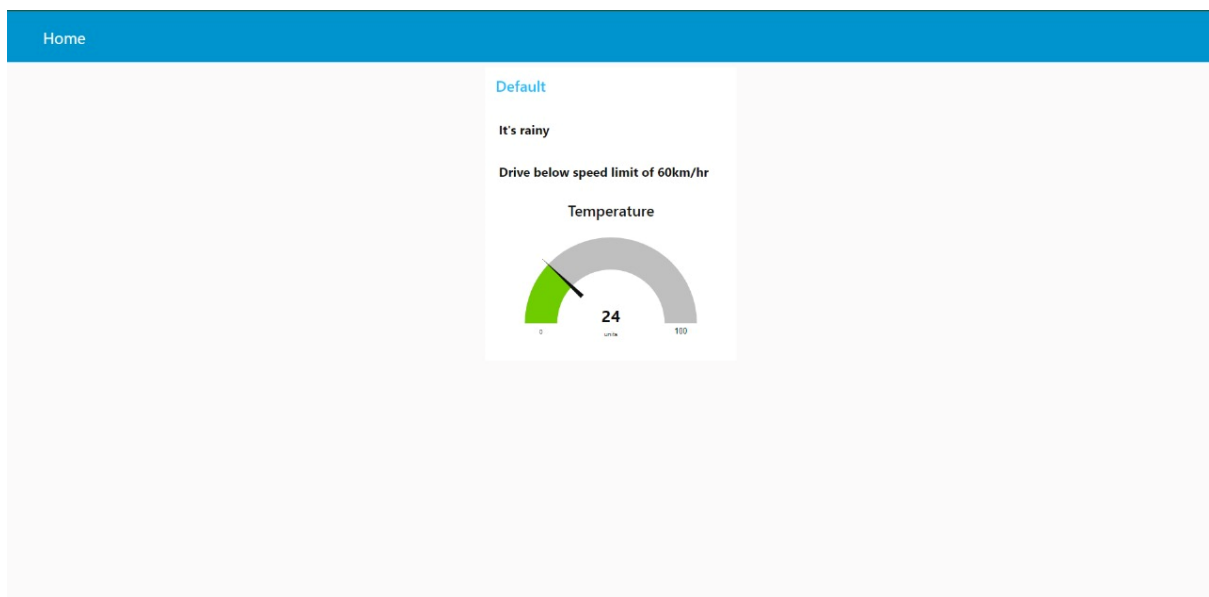 Home
Default
It's rainy
Drive below speed limit of 60km/hr
Temperature
24
0
units
100